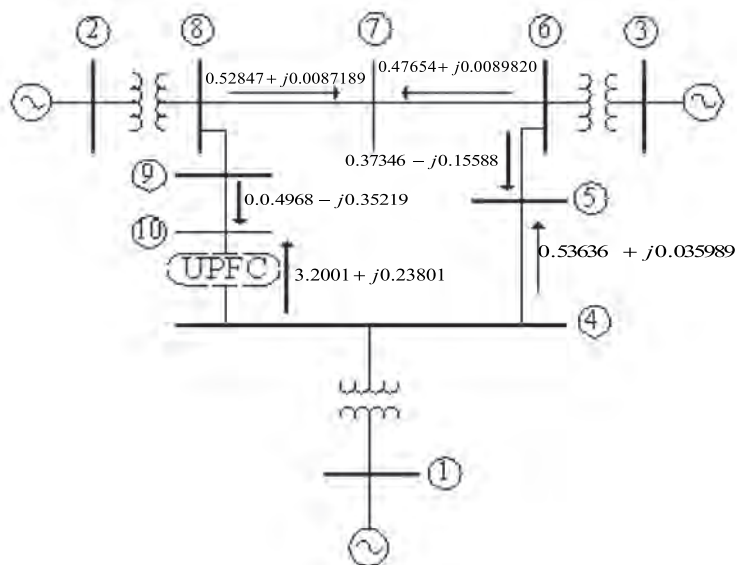 2
8
7
6
3
0.52847 + j0.0087189
0.47654 + j0.0089820
0.37346 − j0.15588
9
0.0.4968 − j0.35219
5
10
UPFC
3.2001 + j0.23801
0.53636 + j0.035989
4
1